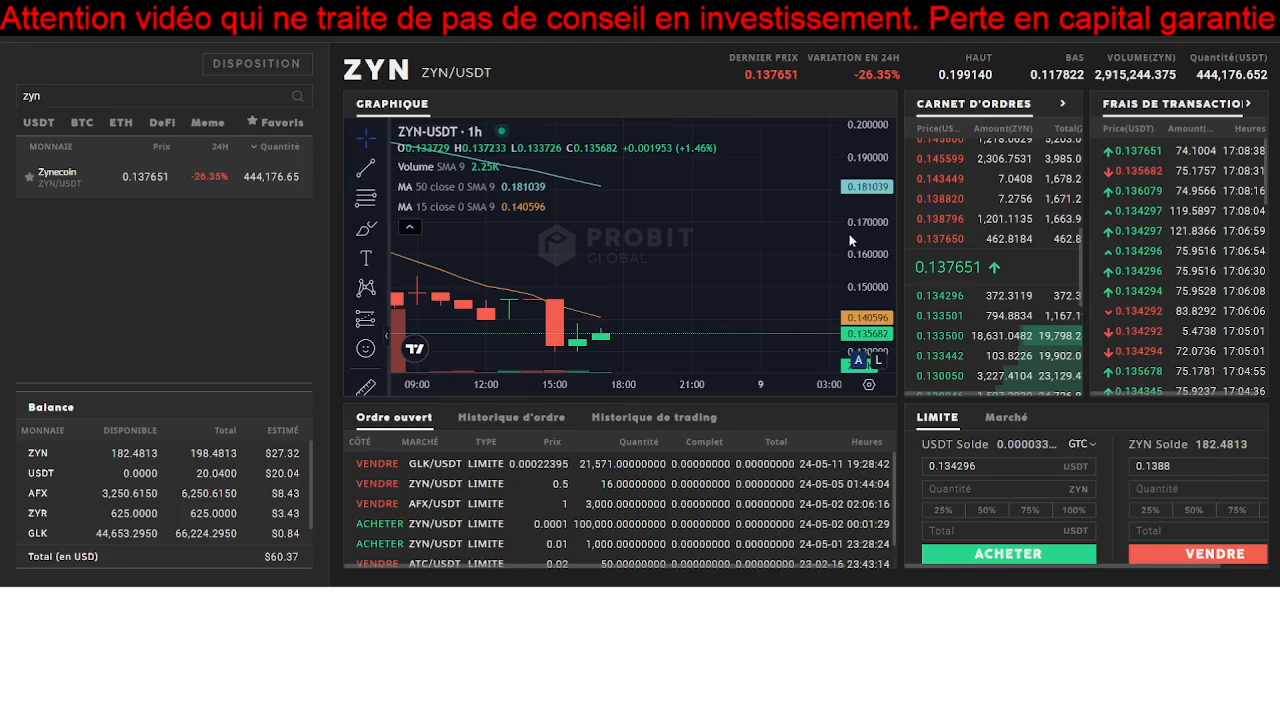 Attention vidéo qui ne traite de pas de conseil en investissement. Perte en capital garantie
DISPOSITION
zyn
USDT BTC ETH DeFi Meme Favoris
MONNAIE Prix 24H Quantité
Zynecoin
ZYN/USDT 0.137651 -26.35% 444,176.65
Balance
MONNAIE DISPONIBLE Total ESTIMÉ
ZYN 182.4813 198.4813 $27.32
USDT 0.0000 20.0400 $20.04
AFX 3,250.6150 6,250.6150 $8.43
ZYR 625.0000 625.0000 $3.43
GLK 44,653.2950 66,224.2950 $0.84
Total (en USD) $60.37
ZYN ZYN/USDT
DERNIER PRIX VARIATION EN 24H HAUT BAS VOLUME(ZYN) Quantité(USDT)
0.137651 -26.35% 0.199140 0.117822 2,915,244.375 444,176.652
GRAPHIQUE
ZYN-USDT · 1h
O0.133729 H0.137233 L0.133726 C0.135682 +0.001953 (+1.46%)
Volume SMA 9 2.25K
MA 50 close 0 SMA 9 0.181039
MA 15 close 0 SMA 9 0.140596
PROBIT
GLOBAL
0.200000
0.190000
0.181039
0.170000
0.160000
0.150000
0.140596
0.135682
A L
09:00 12:00 15:00 18:00 21:00 9 03:00
CARNET D'ORDRES
Price(US... Amount(ZYN) Total(Z
0.145599 2,306.7531 3,985.0
0.143449 7.0408 1,678.2
0.138820 7.2756 1,671.2
0.138796 1,201.1135 1,663.9
0.137650 462.8184 462.8
0.137651
0.134296 372.3119 372.3
0.133501 794.8834 1,167.1
0.133500 18,631.0482 19,798.2
0.133442 103.8226 19,902.0
0.130050 3,227.4104 23,129.4
FRAIS DE TRANSACTIO
Price(USDT) Amount(... Heures
0.137651 74.1004 17:08:38
0.135682 75.1757 17:08:31
0.136079 74.9566 17:08:16
0.134297 119.5897 17:08:04
0.134297 121.8366 17:06:59
0.134296 75.9516 17:06:54
0.134296 75.9516 17:06:30
0.134294 75.9528 17:06:08
0.134292 83.8292 17:06:06
0.134292 5.4738 17:05:01
0.134294 72.0736 17:05:01
0.135678 75.1781 17:04:55
0.134345 75.9257 17:04:36
Ordre ouvert Historique d'ordre Historique de trading
CÔTÉ MARCHÉ TYPE Prix Quantité Complet Total Heures
VENDRE GLK/USDT LIMITE 0.00022395 21,571.00000000 0.00000000 0.00000000 24-05-11 19:28:42
VENDRE ZYN/USDT LIMITE 0.5 16.00000000 0.00000000 0.00000000 24-05-05 01:44:04
VENDRE AFX/USDT LIMITE 1 3,000.00000000 0.00000000 0.00000000 24-05-02 02:06:16
ACHETER ZYN/USDT LIMITE 0.0001 100,000.00000000 0.00000000 0.00000000 24-05-02 00:01:29
ACHETER ZYN/USDT LIMITE 0.01 1,000.00000000 0.00000000 0.00000000 24-05-01 23:28:24
VENDRE ATC/USDT LIMITE 0.02 50.00000000 0.00000000 0.00000000 23-02-16 23:43:14
LIMITE Marché
USDT Solde 0.000033... GTC
0.134296 USDT
Quantité ZYN
25% 50% 75% 100%
Total USDT
ACHETER
ZYN Solde 182.4813
0.1388
Quantité
25% 50% 75%
Total
VENDRE